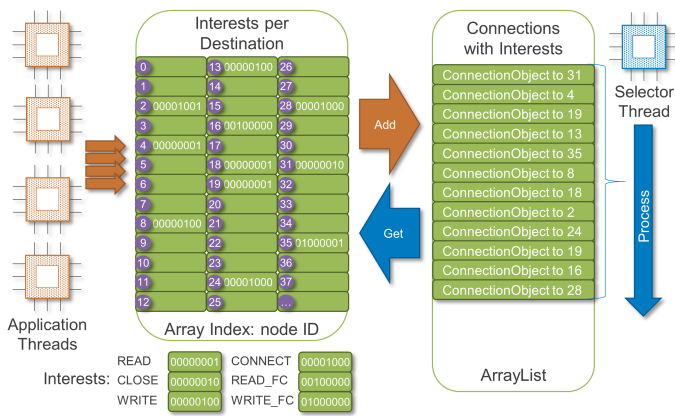 Interests per
Destination
0
13 00000100
26
1
14
27
2 00001001
15
28 00001000
3
16 00100000
29
4 00000001
17
30
5
18 00000001
31 00000010
6
19 00000001
32
7
20
33
8 00000100
21
34
9
22
35 01000001
10
23
36
11
24 00001000
37
12
25
...
Array Index: node ID
Application
Threads
Add
Get
Connections
with Interests
ConnectionObject to 31
ConnectionObject to 4
ConnectionObject to 19
ConnectionObject to 13
ConnectionObject to 35
ConnectionObject to 8
ConnectionObject to 18
ConnectionObject to 2
ConnectionObject to 24
ConnectionObject to 19
ConnectionObject to 16
ConnectionObject to 28
ArrayList
Selector
Thread
Process
Interests:
READ 00000001
CONNECT 00001000
CLOSE 00000010
READ_FC 00100000
WRITE 00000100
WRITE_FC 01000000